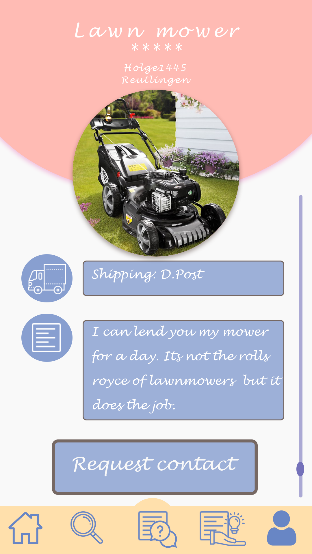 Lawn mower
*****
Holge1445
Reutlingen
Shipping: D.Post
I can lend you my mower
for a day. Its not the rolls
royce of lawnmowers but it
does the job.
Request contact